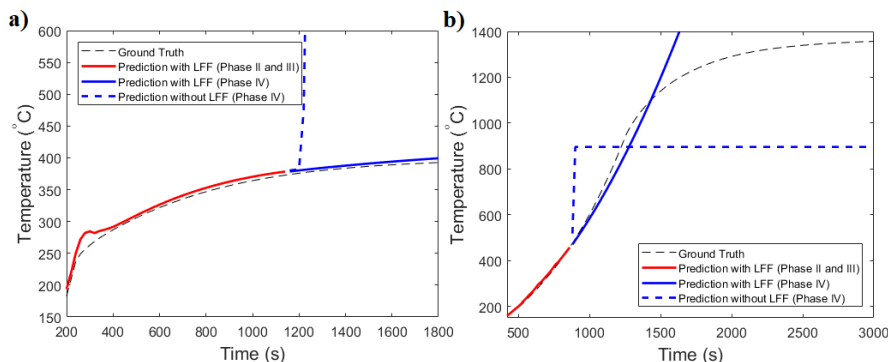 a)
600
550
500
450
400
350
300
250
200
150
Temperature (°C)
Ground Truth
Prediction with LFF (Phase II and III)
Prediction with LFF (Phase IV)
Prediction without LFF (Phase IV)
200 400 600 800 1000 1200 1400 1600 1800
Time (s)
b)
1400
1200
1000
800
600
400
200
Temperature (°C)
Ground Truth
Prediction with LFF (Phase II and III)
Prediction with LFF (Phase IV)
Prediction without LFF (Phase IV)
500 1000 1500 2000 2500 3000
Time (s)